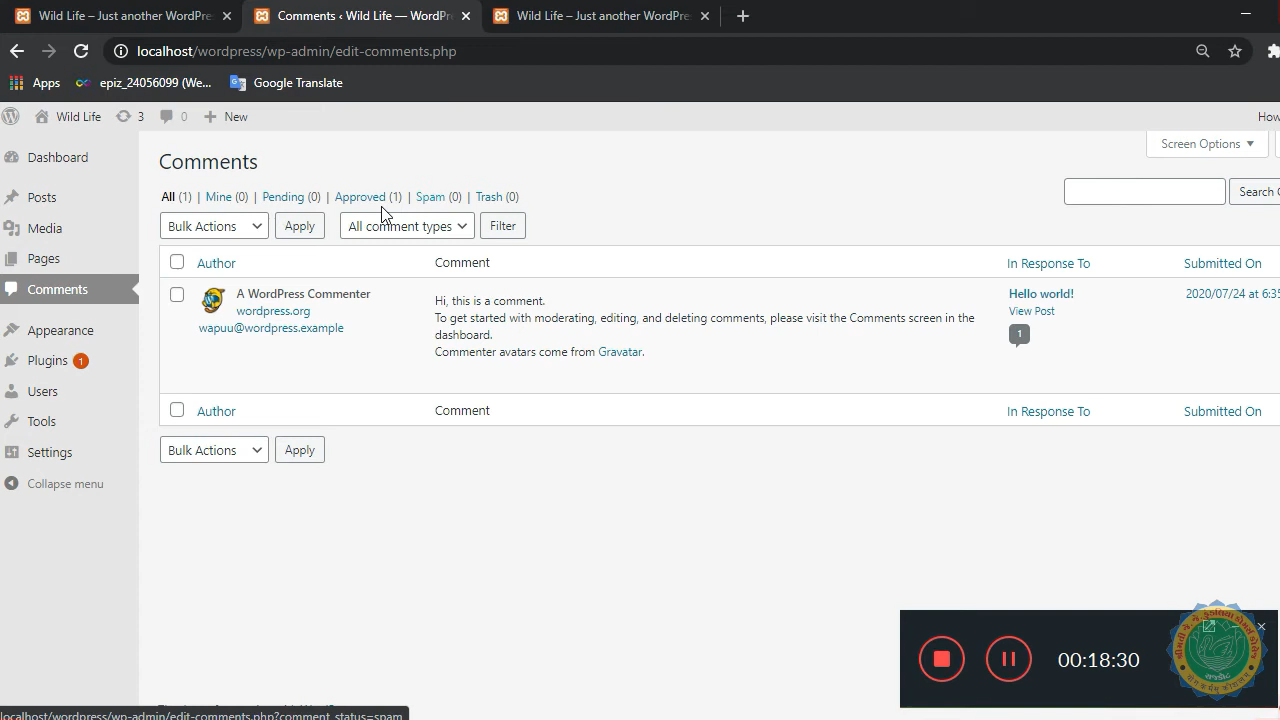 Wild Life – Just another WordPre
Comments ‹ Wild Life — WordPr
Wild Life – Just another WordPre
localhost/wordpress/wp-admin/edit-comments.php
Apps
epiz_24056099 (We...
Google Translate
Wild Life
3
0
New
How
Dashboard
Posts
Media
Pages
Comments
Appearance
Plugins 1
Users
Tools
Settings
Collapse menu
Screen Options
Comments
All (1) | Mine (0) | Pending (0) | Approved (1) | Spam (0) | Trash (0)
Search C
Bulk Actions
Apply
All comment types
Filter
Author
Comment
In Response To
Submitted On
A WordPress Commenter
wordpress.org
wapuu@wordpress.example
Hi, this is a comment.
To get started with moderating, editing, and deleting comments, please visit the Comments screen in the
dashboard.
Commenter avatars come from Gravatar.
Hello world!
View Post
1
2020/07/24 at 6:35
Author
Comment
In Response To
Submitted On
Bulk Actions
Apply
00:18:30
localhost/wordpress/wp-admin/edit-comments.php?comment_status=spam